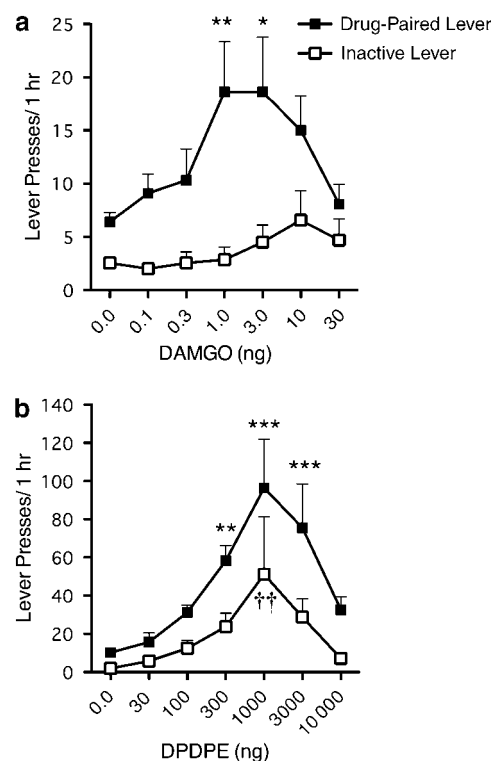 a
Drug-Paired Lever
Inactive Lever
** *
25
20
15
10
5
0
Lever Presses/ 1 hr
0.0 0.1 0.3 1.0 3.0 10 30
DAMGO (ng)
b
140
120
100
80
60
40
20
0
Lever Presses/ 1 hr
***
***
**
††
0.0 30 100 300 1000 3000 10 000
DPDPE (ng)